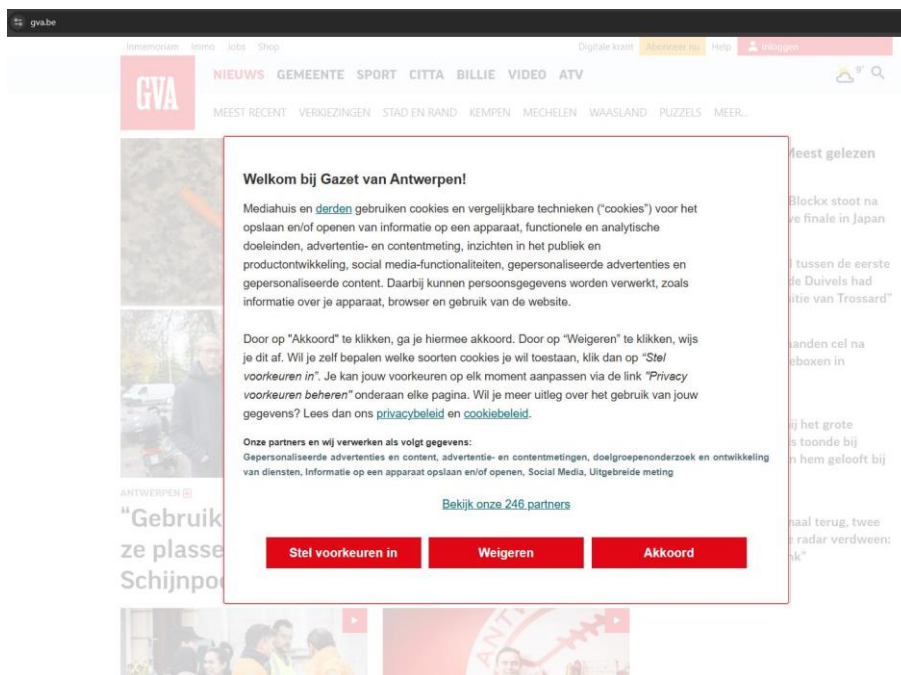 gva.be
Inmemoriam Immo Jobs Shop Digitale krant Abonneer nu Help Inloggen
GVA
NIEUWS GEMEENTE SPORT CITTA BILLIE VIDEO ATV
9°
MEEST RECENT VERKIEZINGEN STAD EN RAND KEMPEN MECHELEN WAASLAND PUZZELS MEER...
Welkom bij Gazet van Antwerpen!
Mediahuis en derden gebruiken cookies en vergelijkbare technieken (“cookies”) voor het
opslaan en/of openen van informatie op een apparaat, functionele en analytische
doeleinden, advertentie- en contentmeting, inzichten in het publiek en
productontwikkeling, social media-functionaliteiten, gepersonaliseerde advertenties en
gepersonaliseerde content. Daarbij kunnen persoonsgegevens worden verwerkt, zoals
informatie over je apparaat, browser en gebruik van de website.
Door op "Akkoord" te klikken, ga je hiermee akkoord. Door op “Weigeren” te klikken, wijs
je dit af. Wil je zelf bepalen welke soorten cookies je wil toestaan, klik dan op “Stel
voorkeuren in”. Je kan jouw voorkeuren op elk moment aanpassen via de link "Privacy
voorkeuren beheren" onderaan elke pagina. Wil je meer uitleg over het gebruik van jouw
gegevens? Lees dan ons privacybeleid en cookiebeleid.
Onze partners en wij verwerken als volgt gegevens:
Gepersonaliseerde advertenties en content, advertentie- en contentmetingen, doelgroepenonderzoek en ontwikkeling
van diensten, Informatie op een apparaat opslaan en/of openen, Social Media, Uitgebreide meting
Bekijk onze 246 partners
Stel voorkeuren in Weigeren Akkoord
ANTWERPEN
“Gebruik
ze plasse
Schijnpo
Meest gelezen
Blockx stoot na
finale in Japan
tussen de eerste
de Duivels had
van Trossard”
cel na
in
het grote
toonde bij
hem gelooft bij
terug, twee
radar verdween:
ANTW